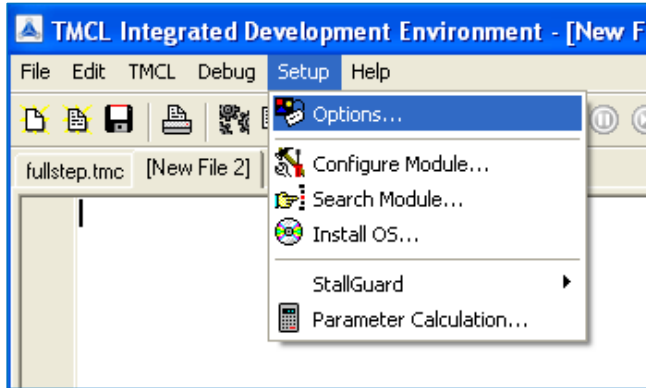 TMCL Integrated Development Environment - [New F
File Edit TMCL Debug Setup Help
Options...
fullstep.tmc [New File 2]
Configure Module...
Search Module...
Install OS...
StallGuard
Parameter Calculation...